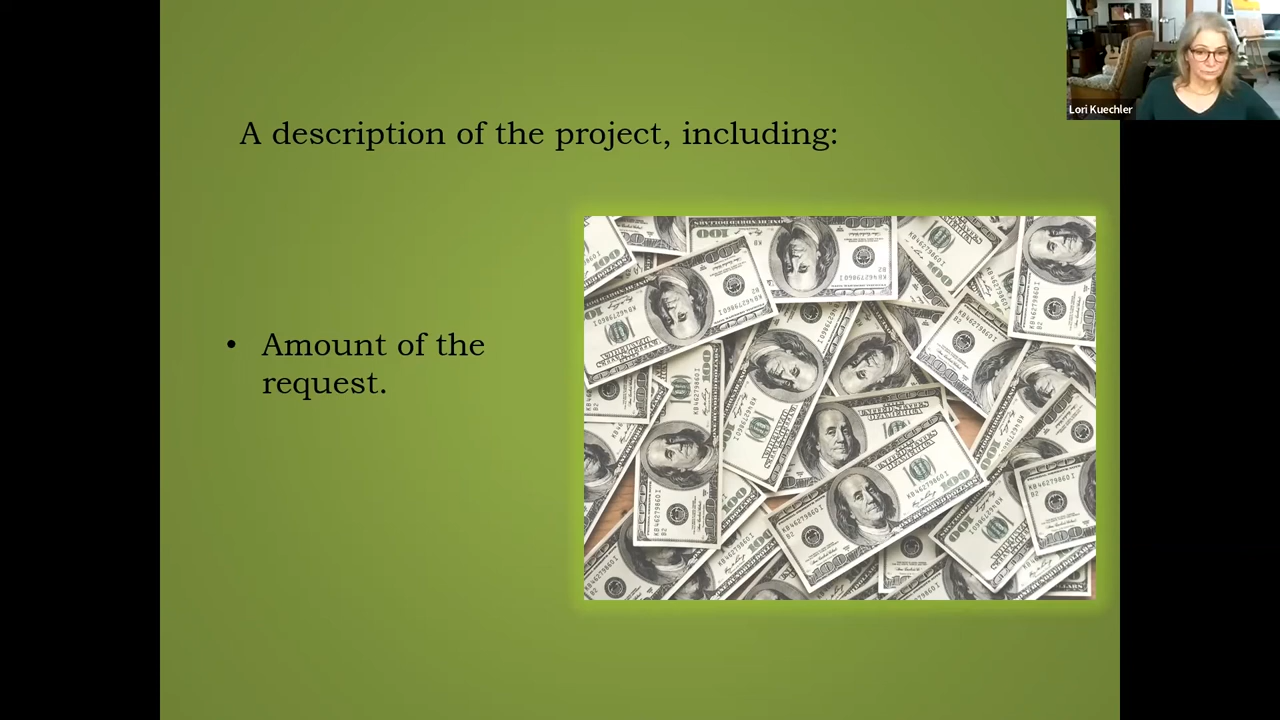 A description of the project, including:
• Amount of the
request.
Lori Kuechler